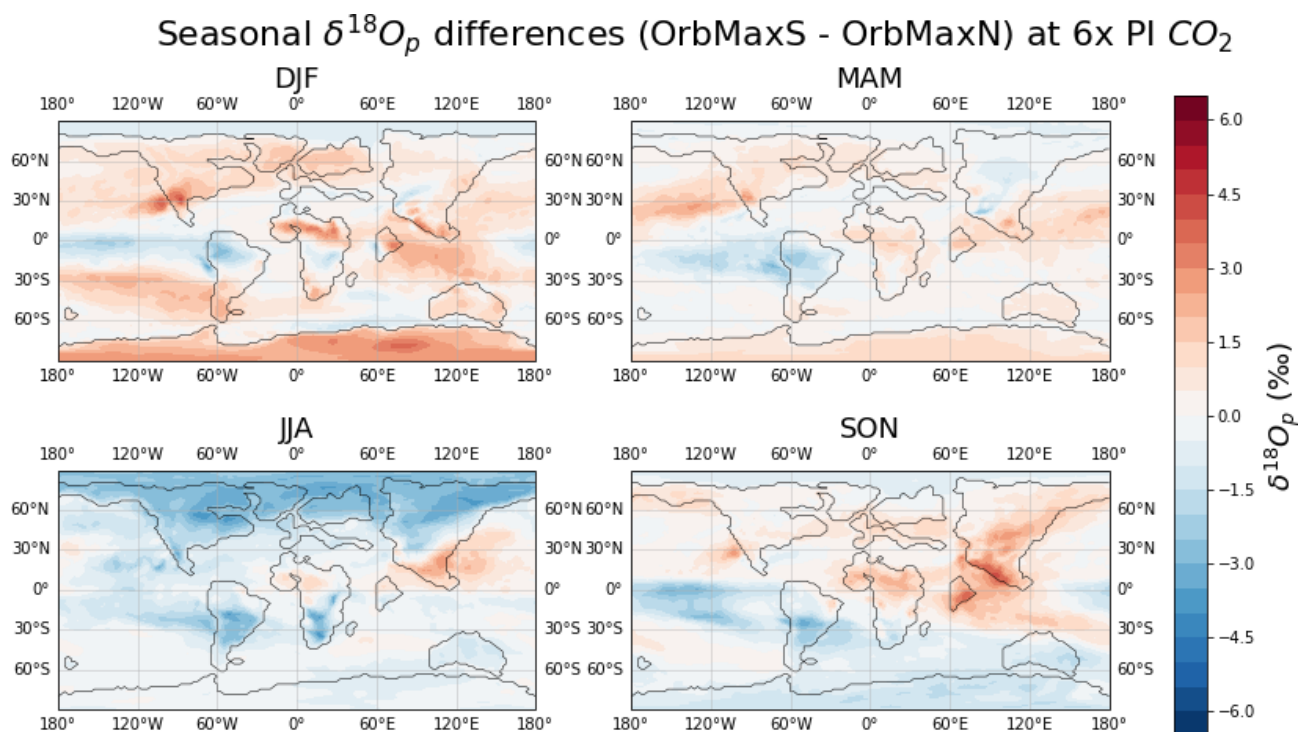 Seasonal δ¹⁸Oₚ differences (OrbMaxS - OrbMaxN) at 6x PI CO₂
DJF
MAM
180° 120°W 60°W 0° 60°E 120°E 180°
180° 120°W 60°W 0° 60°E 120°E 180°
60°N 60°N 60°N 60°N
30°N 30°N 30°N 30°N
0° 0° 0° 0°
30°S 30°S 30°S 30°S
60°S 60°S 60°S 60°S
180° 120°W 60°W 0° 60°E 120°E 180°
180° 120°W 60°W 0° 60°E 120°E 180°
JJA
SON
180° 120°W 60°W 0° 60°E 120°E 180°
180° 120°W 60°W 0° 60°E 120°E 180°
60°N 60°N 60°N 60°N
30°N 30°N 30°N 30°N
0° 0° 0° 0°
30°S 30°S 30°S 30°S
60°S 60°S 60°S 60°S
180° 120°W 60°W 0° 60°E 120°E 180°
180° 120°W 60°W 0° 60°E 120°E 180°
6.0
4.5
3.0
1.5
0.0
−1.5
−3.0
−4.5
−6.0
δ¹⁸Oₚ (°‰)